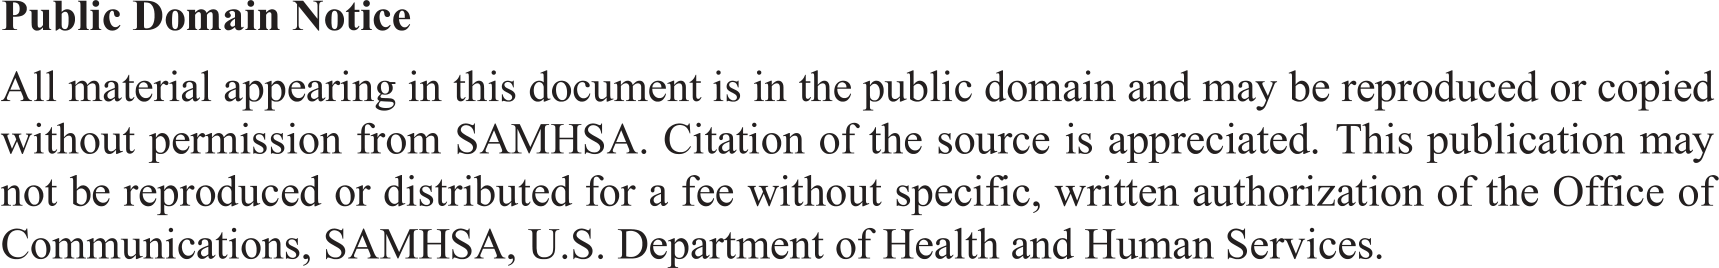 Public Domain Notice
All material appearing in this document is in the public domain and may be reproduced or copied
without permission from SAMHSA. Citation of the source is appreciated. This publication may
not be reproduced or distributed for a fee without specific, written authorization of the Office of
Communications, SAMHSA, U.S. Department of Health and Human Services.